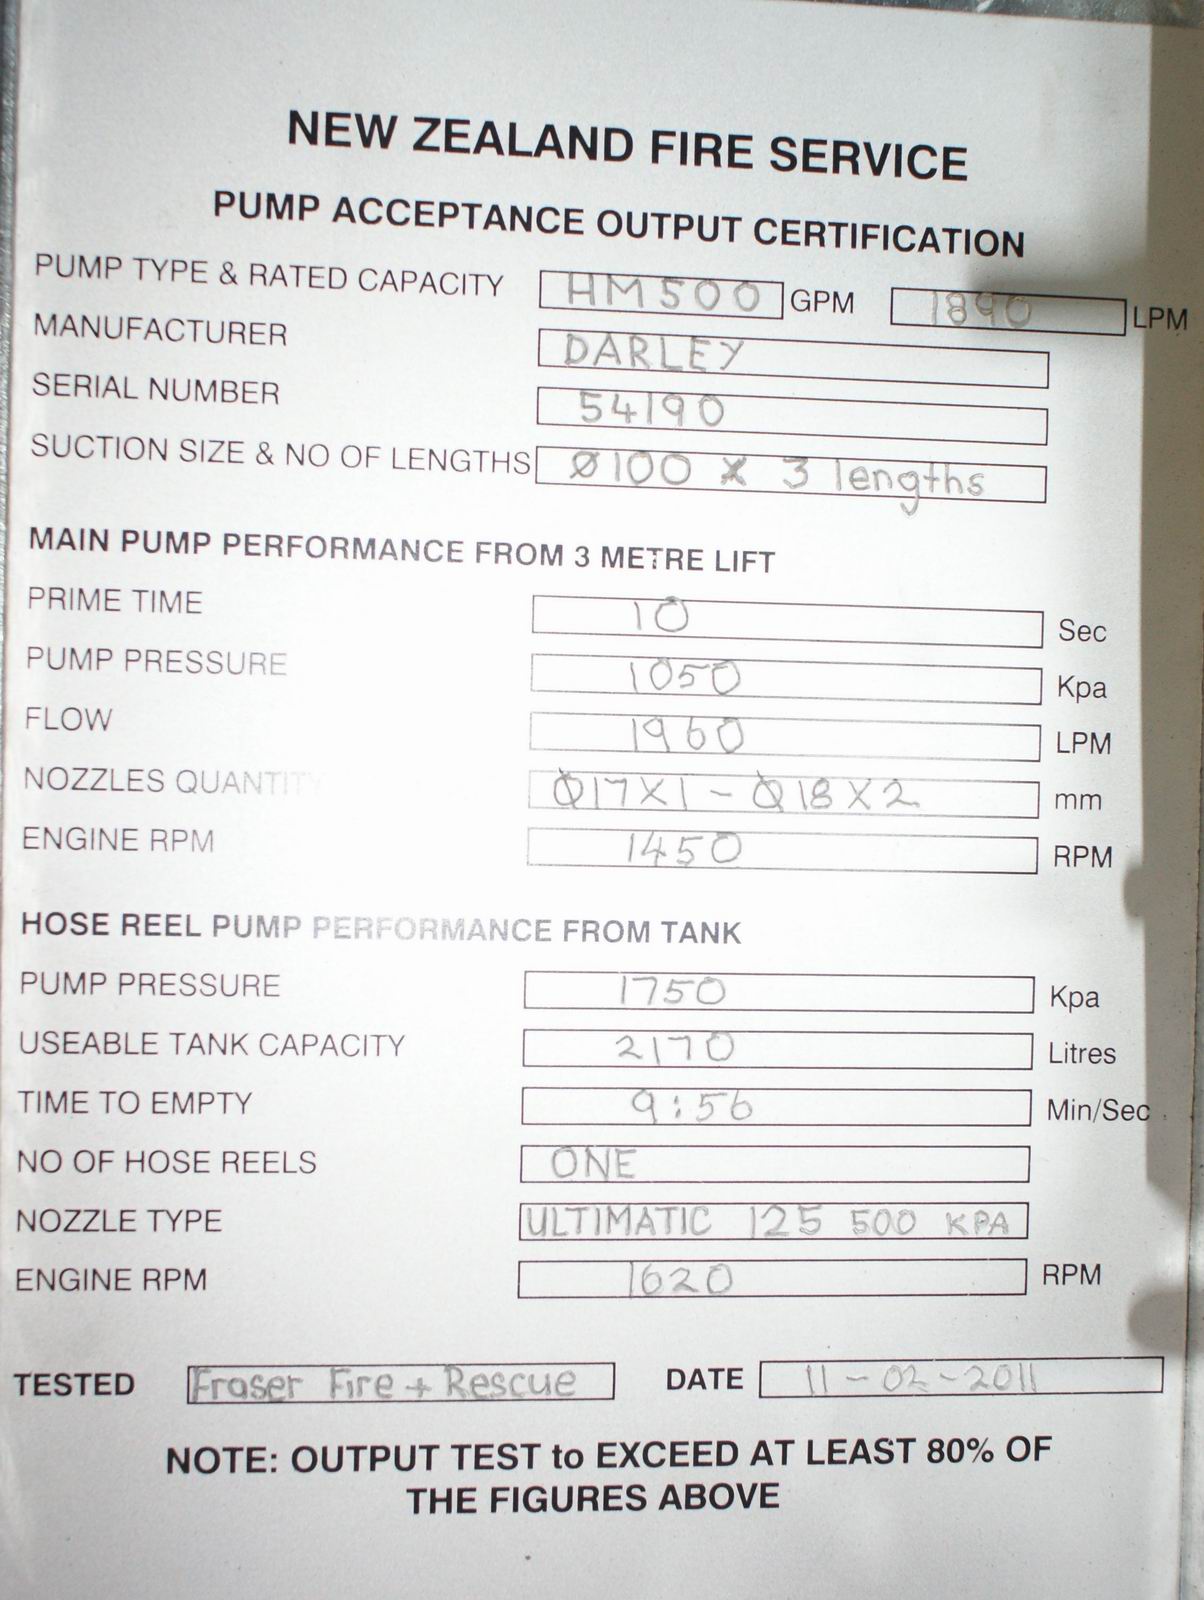 NEW ZEALAND FIRE SERVICE
PUMP ACCEPTANCE OUTPUT CERTIFICATION
PUMP TYPE & RATED CAPACITY HM500 GPM 1890 LPM
MANUFACTURER DARLEY
SERIAL NUMBER 54190
SUCTION SIZE & NO OF LENGTHS Ø100 x 3 lengths
MAIN PUMP PERFORMANCE FROM 3 METRE LIFT
PRIME TIME 10 Sec
PUMP PRESSURE 1050 Kpa
FLOW 1960 LPM
NOZZLES QUANTITY Ø17X1 - Ø18X2 mm
ENGINE RPM 1450 RPM
HOSE REEL PUMP PERFORMANCE FROM TANK
PUMP PRESSURE 1750 Kpa
USEABLE TANK CAPACITY 2170 Litres
TIME TO EMPTY 9:56 Min/Sec
NO OF HOSE REELS ONE
NOZZLE TYPE ULTIMATIC 125 500 KPA
ENGINE RPM 1620 RPM
TESTED Fraser Fire + Rescue DATE 11-02-2011
NOTE: OUTPUT TEST to EXCEED AT LEAST 80% OF
THE FIGURES ABOVE